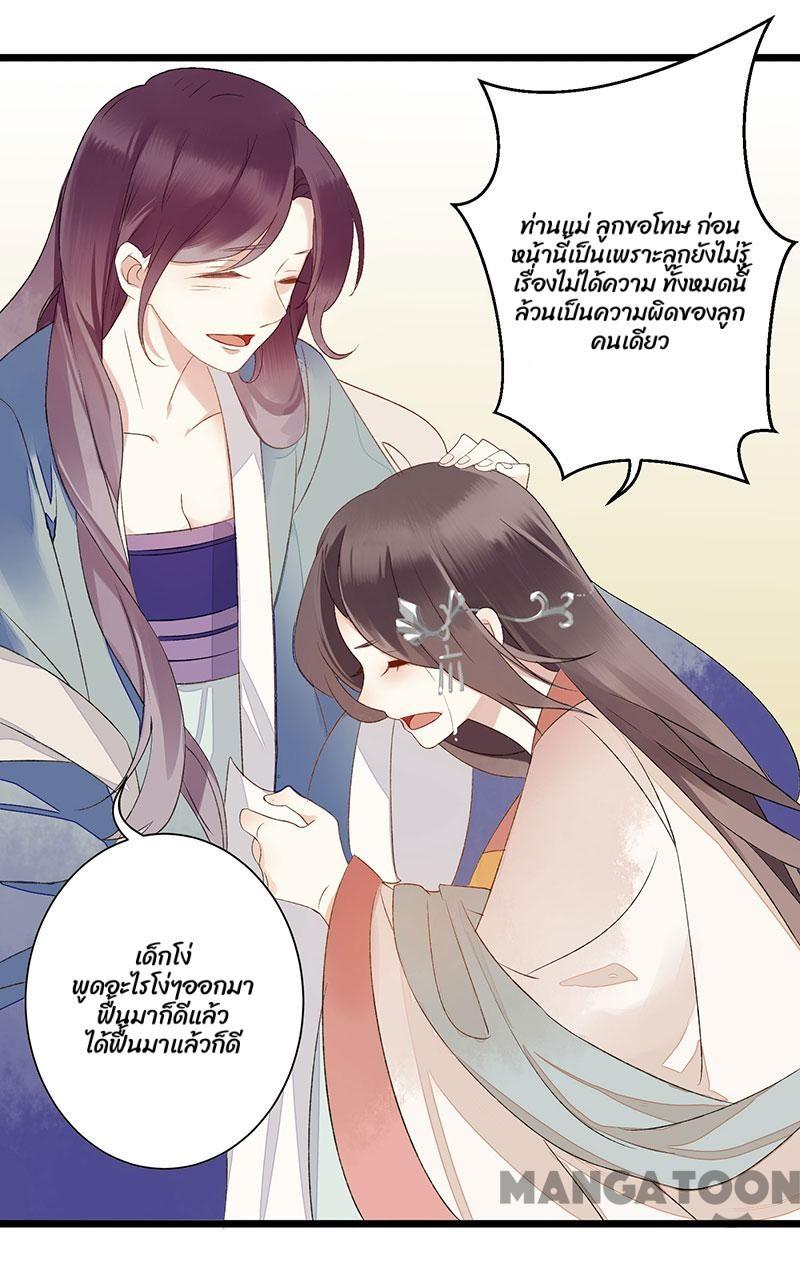 ท่านแม่ ลูกขอโทษ ก่อน
หน้านี้เป็นเพราะลูกยังไม่รู้
เรื่องไม่ได้ความ ทั้งหมดนี้
ล้วนเป็นความผิดของลูก
คนเดียว
เด็กโง่
พูดอะไรโง่ๆออกมา
ฟื้นมาก็ดีแล้ว
ได้ฟื้นมาแล้วก็ดี
MANGATOON